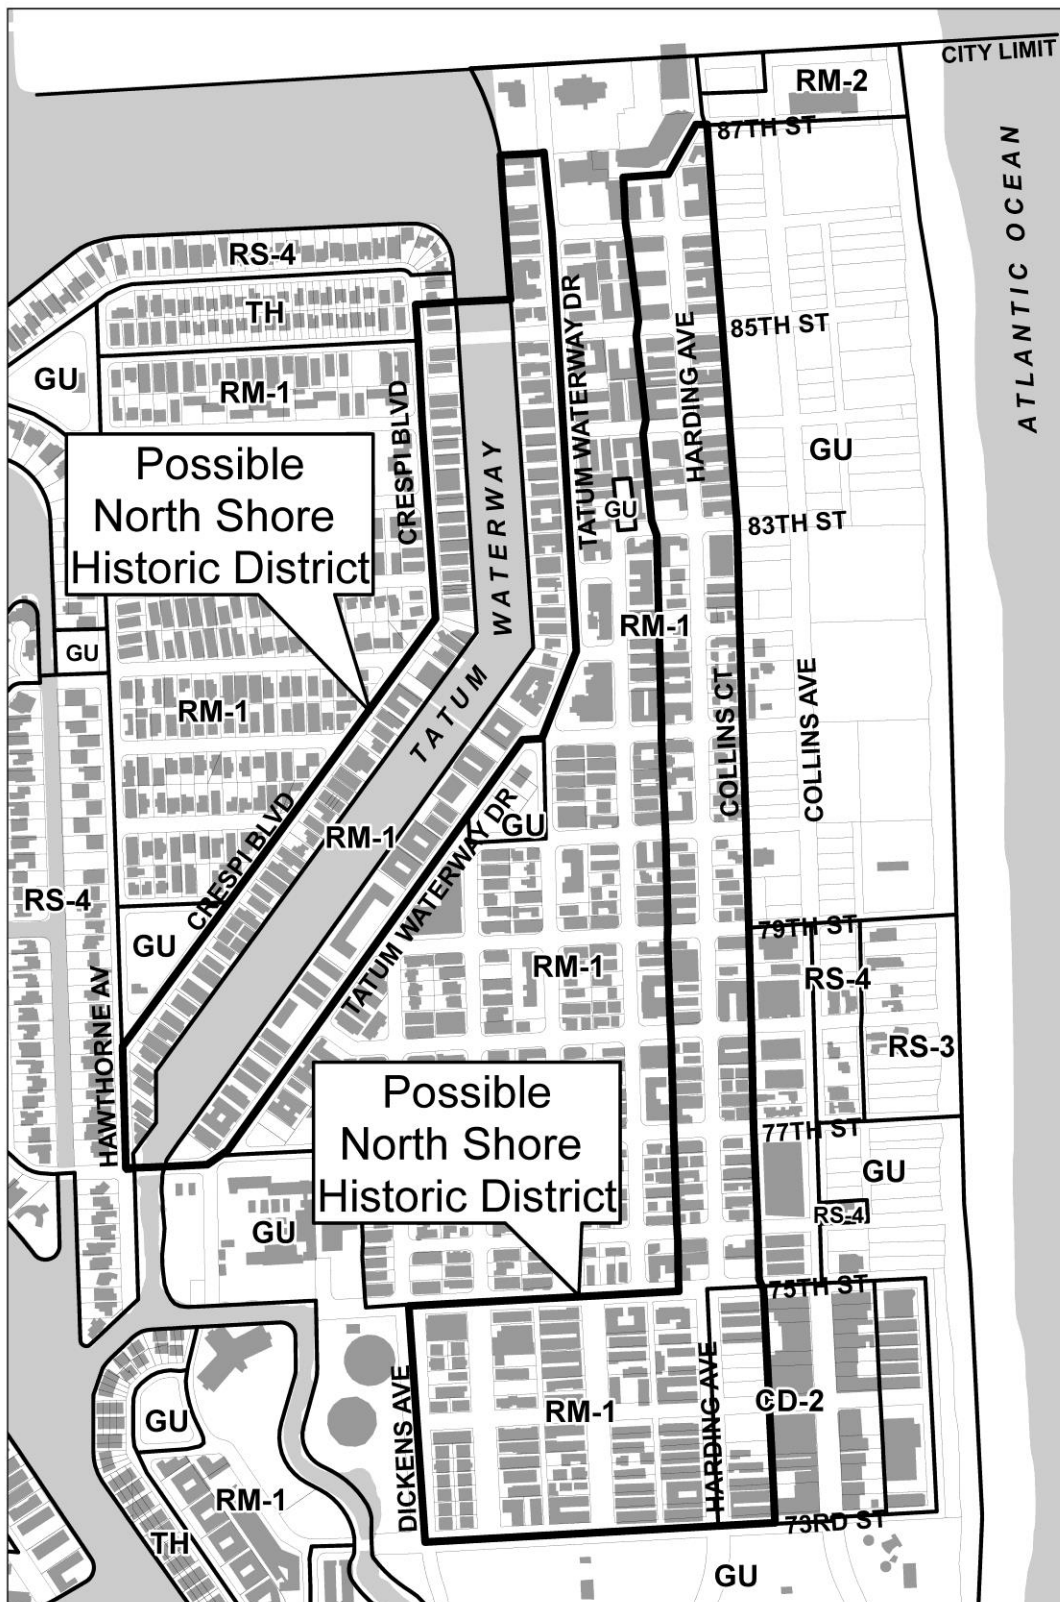 CITY LIMIT
RM-2
87TH ST
ATLANTIC OCEAN
RS-4
TH
TATUM WATERWAY DR
85TH ST
GU
RM-1
HARDING AVE
CRESPI BLVD
Possible
North Shore
Historic District
WATERWAY
GU
GU
83TH ST
RM-1
GU
RM-1
TATUM
COLLINS CT
COLLINS AVE
CRESPI BLVD
RM-1
TATUM WATERWAY DR
GU
RS-4
GU
79TH ST
RM-1
RS-4
RS-3
HAWTHORNE AV
Possible
North Shore
Historic District
77TH ST
GU
RS-4
GU
75TH ST
DICKENS AVE
RM-1
HARDING AVE
CD-2
GU
RM-1
TH
73RD ST
GU